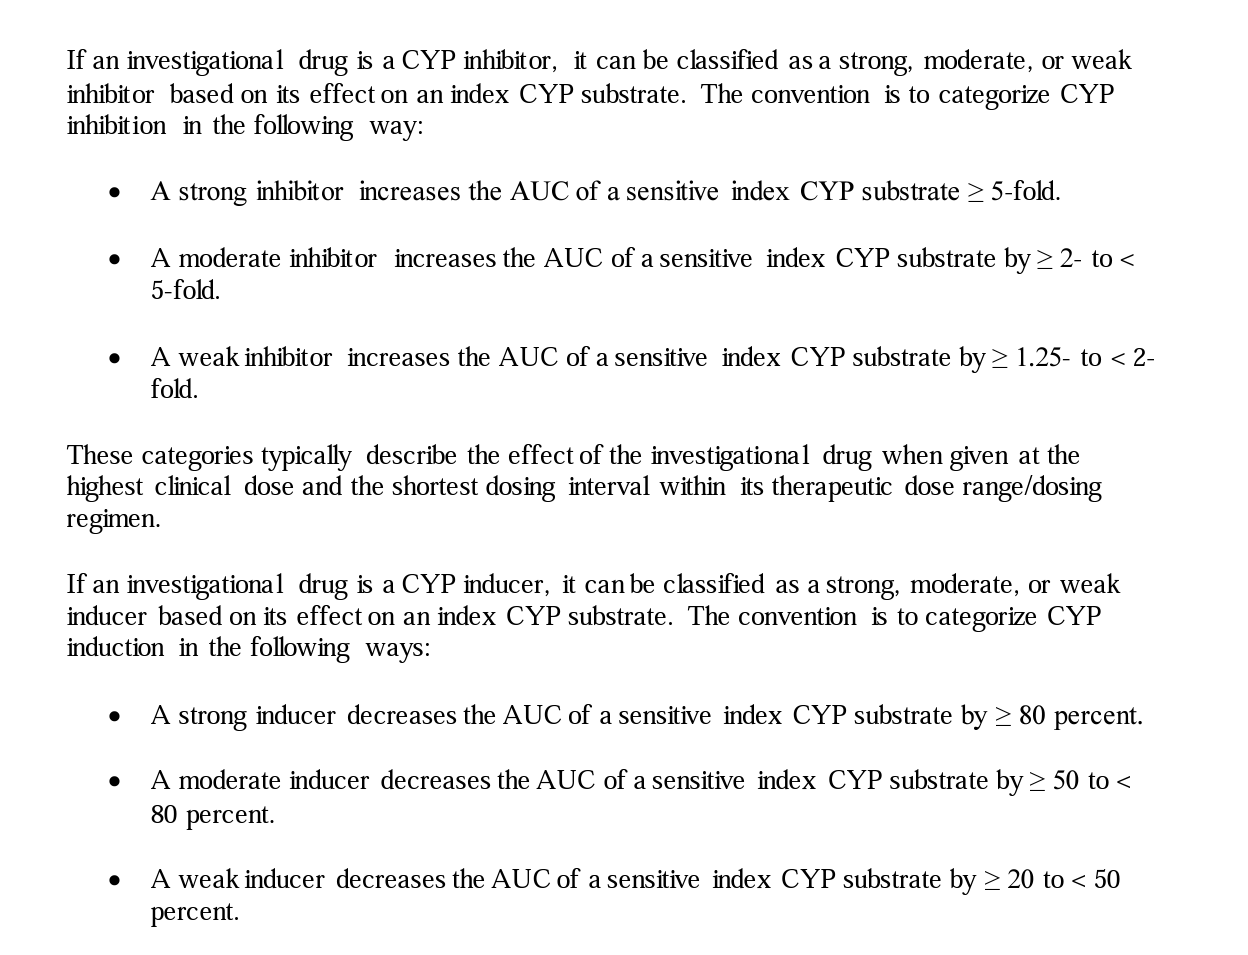 If an investigational drug is a CYP inhibitor, it can be classified as a strong, moderate, or weak
inhibitor based on its effect on an index CYP substrate. The convention is to categorize CYP
inhibition in the following way:
• A strong inhibitor increases the AUC of a sensitive index CYP substrate ≥ 5-fold.
• A moderate inhibitor increases the AUC of a sensitive index CYP substrate by ≥ 2- to <
5-fold.
• A weak inhibitor increases the AUC of a sensitive index CYP substrate by ≥ 1.25- to < 2-
fold.
These categories typically describe the effect of the investigational drug when given at the
highest clinical dose and the shortest dosing interval within its therapeutic dose range/dosing
regimen.
If an investigational drug is a CYP inducer, it can be classified as a strong, moderate, or weak
inducer based on its effect on an index CYP substrate. The convention is to categorize CYP
induction in the following ways:
• A strong inducer decreases the AUC of a sensitive index CYP substrate by ≥ 80 percent.
• A moderate inducer decreases the AUC of a sensitive index CYP substrate by ≥ 50 to <
80 percent.
• A weak inducer decreases the AUC of a sensitive index CYP substrate by ≥ 20 to < 50
percent.